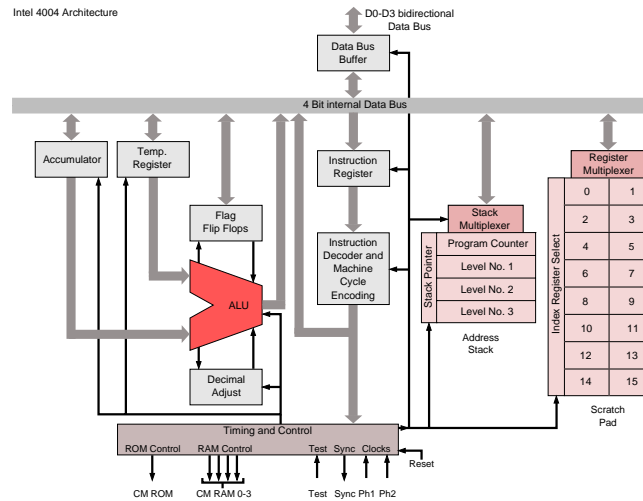 Intel 4004 Architecture
D0-D3 bidirectional
Data Bus
Data Bus
Buffer
4 Bit internal Data Bus
Accumulator
Temp.
Register
Flag
Flip Flops
Instruction
Register
Instruction
Decoder and
Machine
Cycle
Encoding
ALU
Decimal
Adjust
Stack
Multiplexer
Stack Pointer
Program Counter
Level No. 1
Level No. 2
Level No. 3
Address
Stack
Register
Multiplexer
Index Register Select
0 1
2 3
4 5
6 7
8 9
10 11
12 13
14 15
Scratch
Pad
Timing and Control
ROM Control RAM Control Test Sync Clocks
Reset
CM ROM CM RAM 0-3 Test Sync Ph1 Ph2